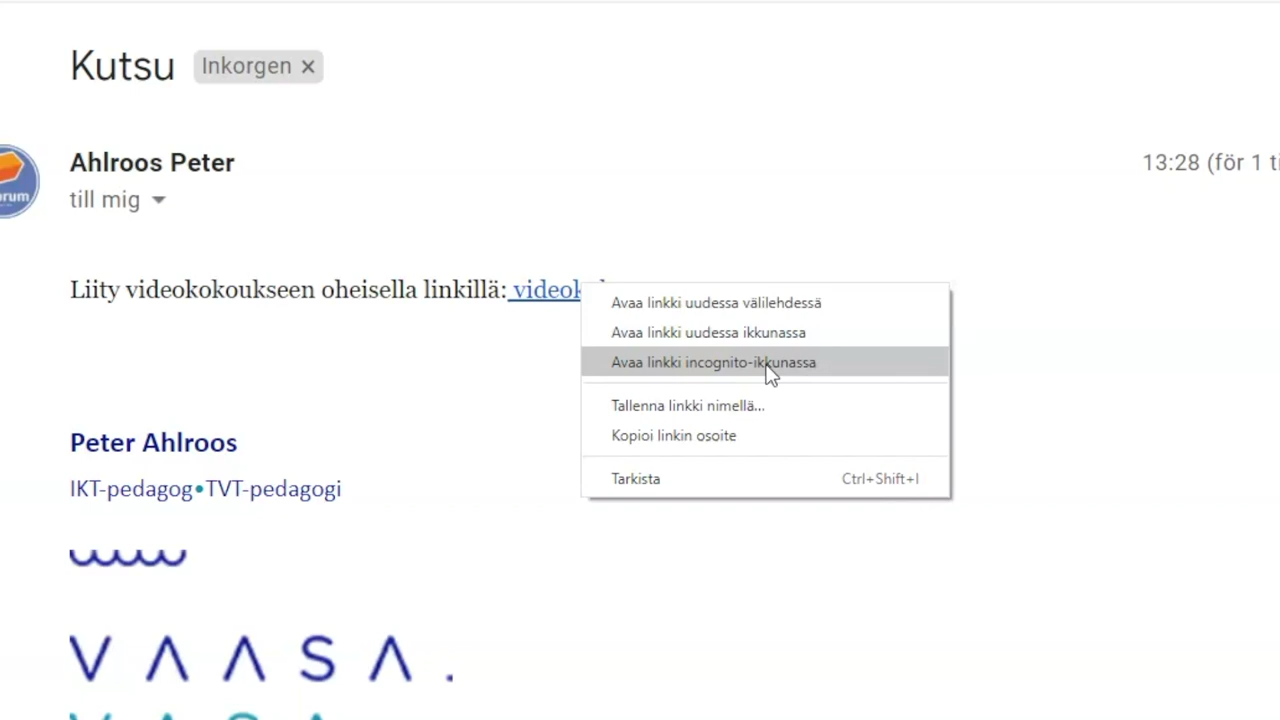 Kutsu Inkorgen ×
Ahlroos Peter
13:28 (för 1
till mig
Liity videokokoukseen oheisella linkillä:
Avaa linkki uudessa välilehdessä
Avaa linkki uudessa ikkunassa
Avaa linkki incognito-ikkunassa
Tallenna linkki nimellä...
Kopioi linkin osoite
Tarkista Ctrl+Shift+I
Peter Ahlroos
IKT-pedagog•TVT-pedagogi
VAASA.